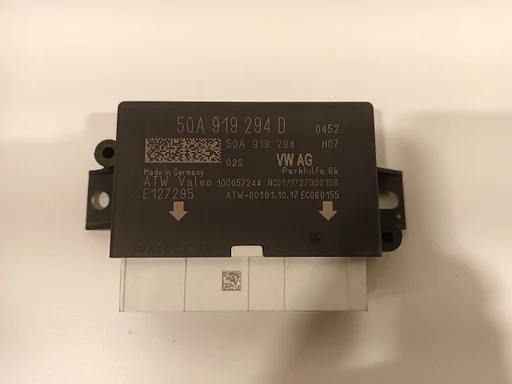 5QA 919 294 D 0452
5QA 919 294 H07
02S VW AG
Made in Germany Parkhilfe 8k
ATW Valeo 100057244 NC01/1727300158
E127295 ATW-00101.10.17 EC060155